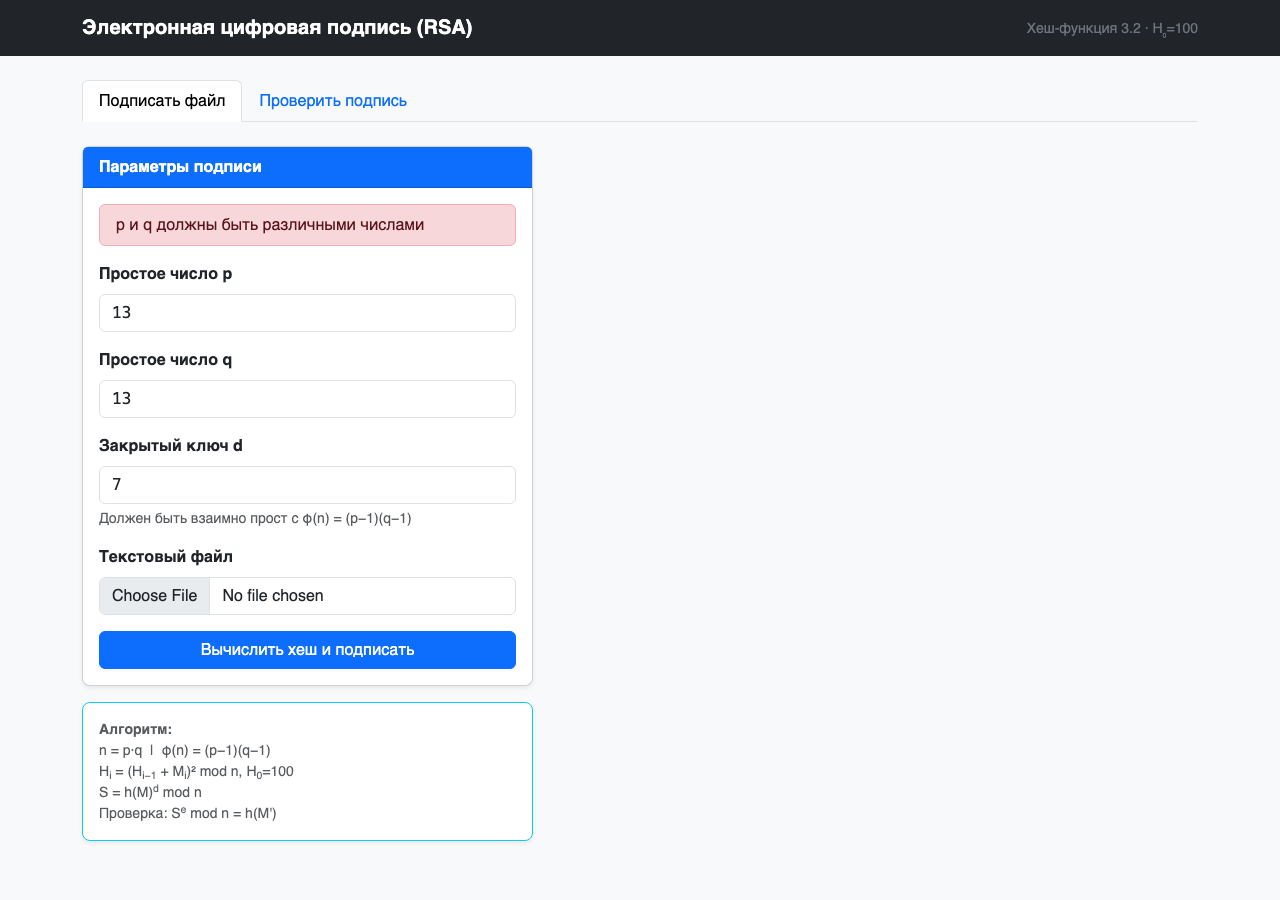 Электронная цифровая подпись (RSA)
Хеш-функция 3.2 · H₀=100
Подписать файл
Проверить подпись
Параметры подписи
p и q должны быть различными числами
Простое число p
13
Простое число q
13
Закрытый ключ d
7
Должен быть взаимно прост с φ(n) = (p−1)(q−1)
Текстовый файл
Choose File No file chosen
Вычислить хеш и подписать
Алгоритм:
n = p·q | φ(n) = (p−1)(q−1)
Hᵢ = (Hᵢ₋₁ + Mᵢ)² mod n, H₀=100
S = h(M)ᵈ mod n
Проверка: Sᵉ mod n = h(M')